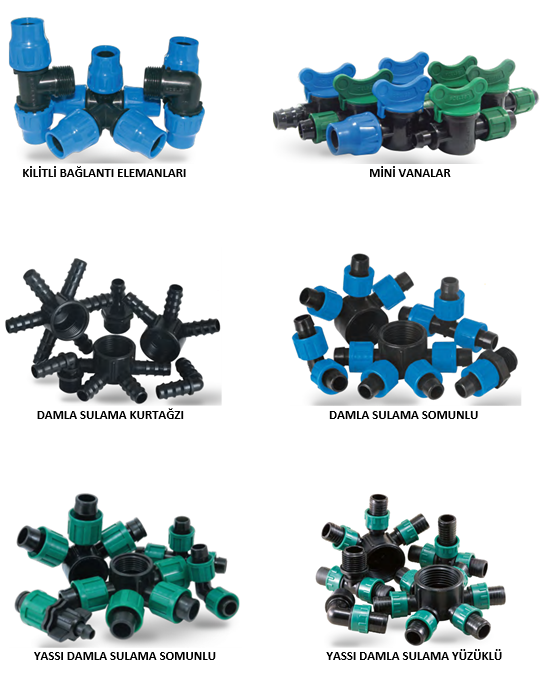 KİLİTLİ BAĞLANTI ELEMANLARI
MİNİ VANALAR
DAMLA SULAMA KURTAĞZI
DAMLA SULAMA SOMUNLU
YASSI DAMLA SULAMA SOMUNLU
YASSI DAMLA SULAMA YÜZÜKLÜ